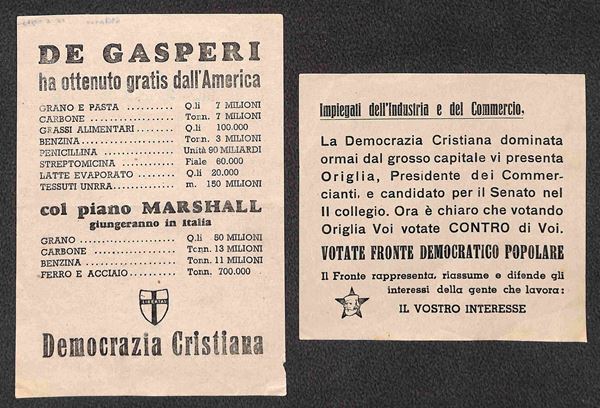 DE GASPERI
ha ottenuto gratis dall'America
GRANO E PASTA .......... Q.li 7 MILIONI
CARBONE .......... Tonn. 7 MILIONI
GRASSI ALIMENTARI .......... Q.li 100.000
BENZINA .......... Tonn. 3 MILIONI
PENICILLINA .......... Unità 90 MILIARDI
STREPTOMICINA .......... Fiale 60.000
LATTE EVAPORATO .......... Q.li 20.000
TESSUTI UNRRA .......... m. 150 MILIONI
col piano MARSHALL
giungeranno in Italia
GRANO .......... Q.li 80 MILIONI
CARBONE .......... Tonn. 13 MILIONI
BENZINA .......... Tonn. 11 MILIONI
FERRO E ACCIAIO .......... Tonn. 700.000
LIBERTAS
Democrazia Cristiana
Impiegati dell'Industria e del Commercio,
La Democrazia Cristiana dominata
ormai dal grosso capitale vi presenta
Origlia, Presidente dei Commer-
cianti, e candidato per il Senato nel
II collegio. Ora è chiaro che votando
Origlia Voi votate CONTRO di Voi.
VOTATE FRONTE DEMOCRATICO POPOLARE
Il Fronte rappresenta, riassume e difende gli
interessi della gente che lavora:
IL VOSTRO INTERESSE